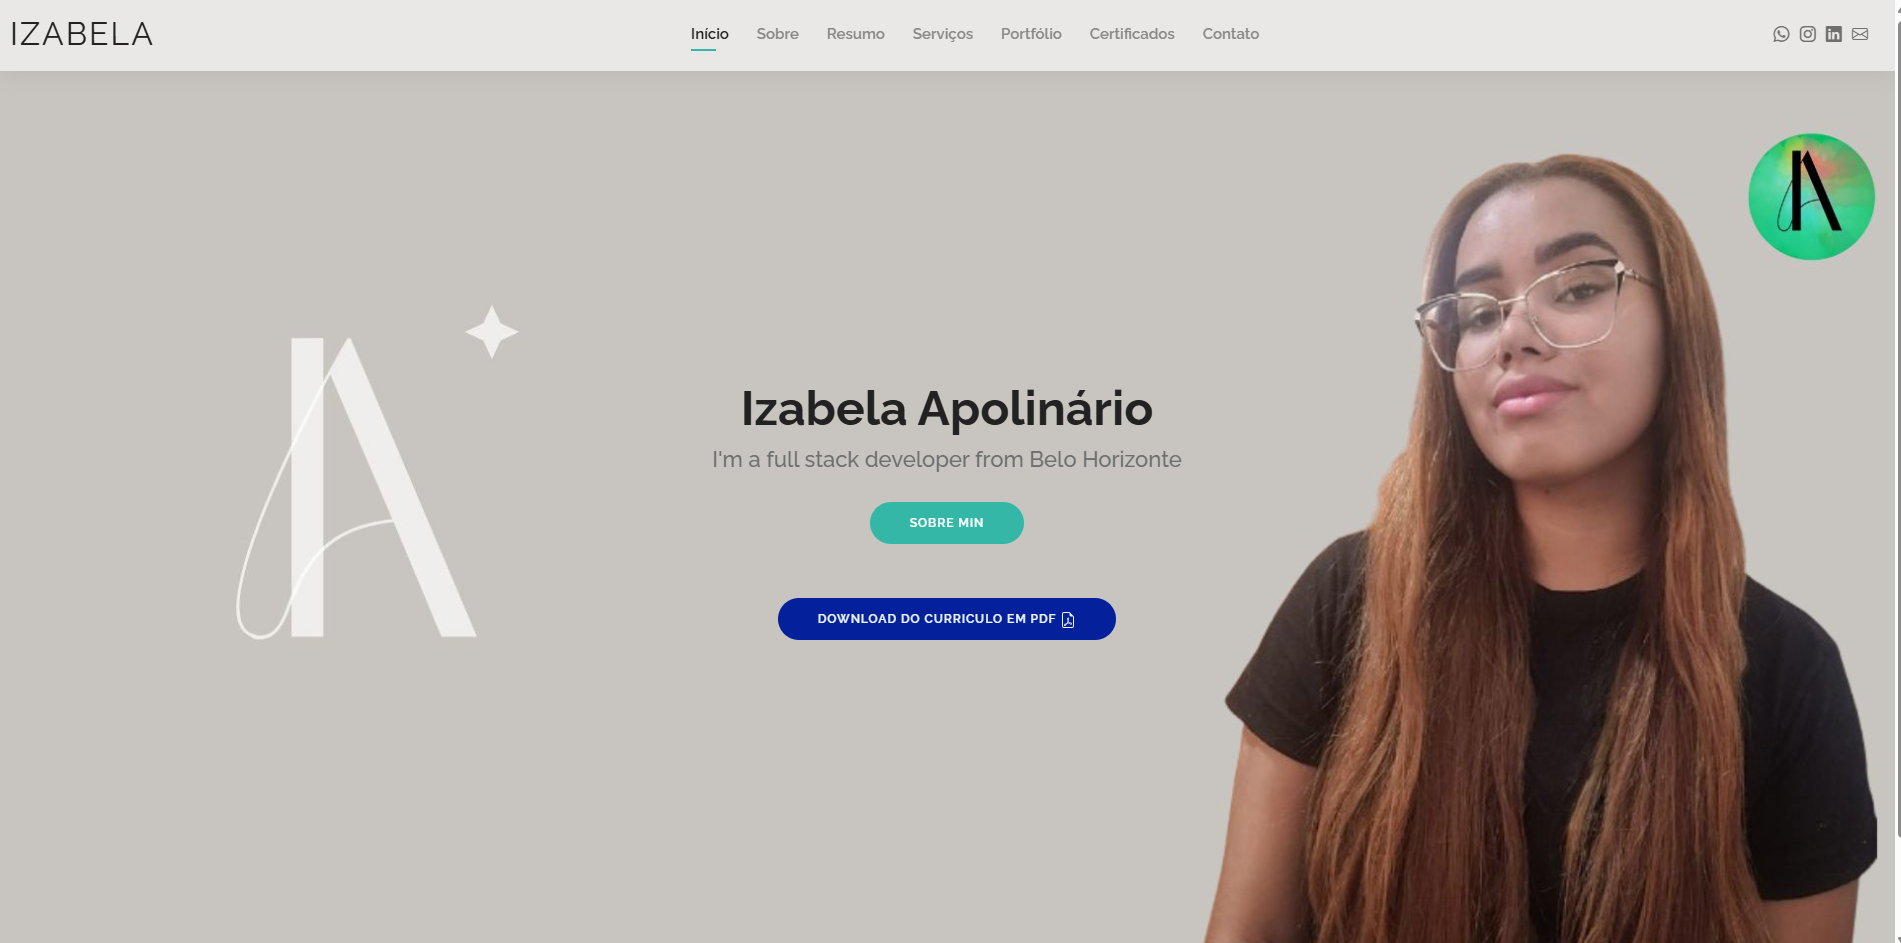 IZABELA
Início Sobre Resumo Serviços Portfólio Certificados Contato
Izabela Apolinário
I'm a full stack developer from Belo Horizonte
SOBRE MIN
DOWNLOAD DO CURRICULO EM PDF